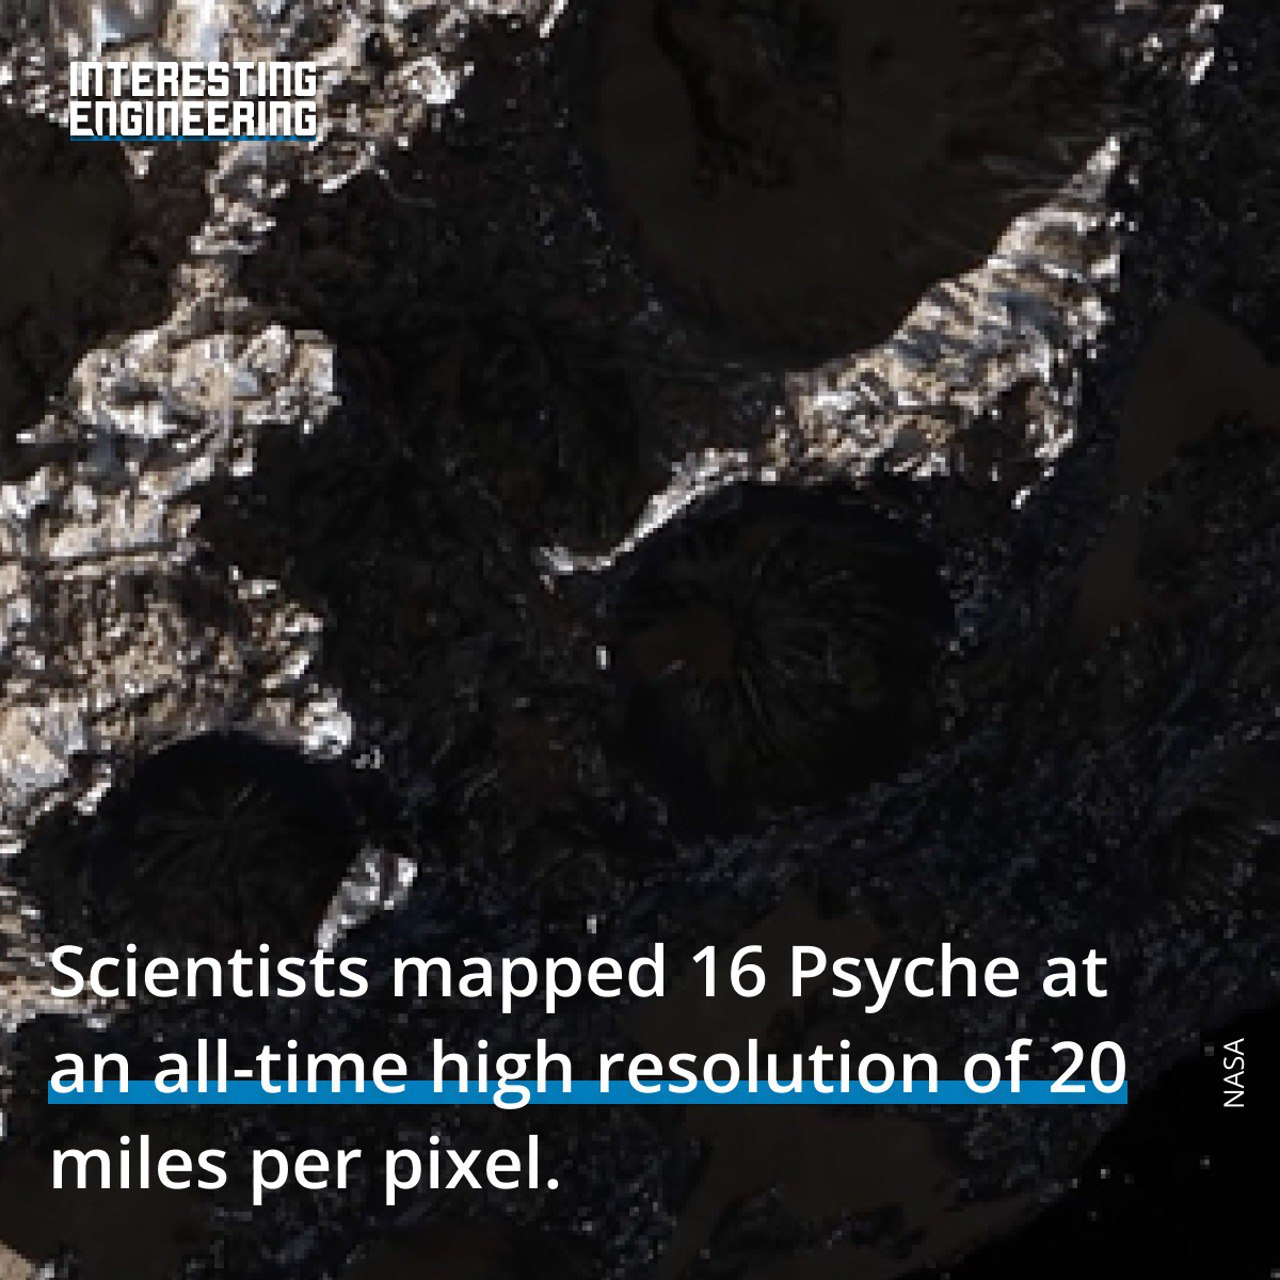 INTERESTING
ENGINEERING
Scientists mapped 16 Psyche at
an all-time high resolution of 20
miles per pixel.
NASA